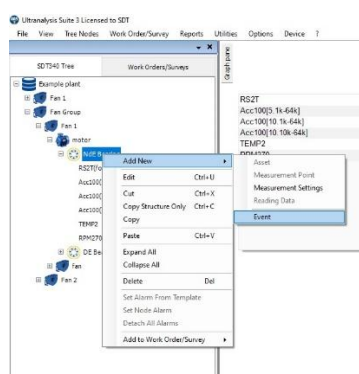 Ultranalysis Suite 3 Licensed to SDT
File View Tree Nodes Work Order/Survey Reports Utilities Options Device ?
SDT340 Tree
Work Orders/Surveys
Graph pane
Example plant
Fan 1
Fan Group
Fan 1
motor
NDE
RS2T
Acc100[5.1k-64k]
Acc100[10.1k-64k]
Acc100[10.10k-64k]
TEMP2
RPM270
Add New
Edit Ctrl+U
Cut Ctrl+X
Copy Structure Only Ctrl+C
Copy
Paste Ctrl+V
Expand All
Collapse All
Delete Del
Set Alarm From Template
Set Node Alarm
Detach All Alarms
Add to Work Order/Survey
Asset
Measurement Point
Measurement Settings
Reading Data
Event
Acc100[
Acc100[
Acc100[
TEMP2
RPM270
DE
Fan
Fan 2